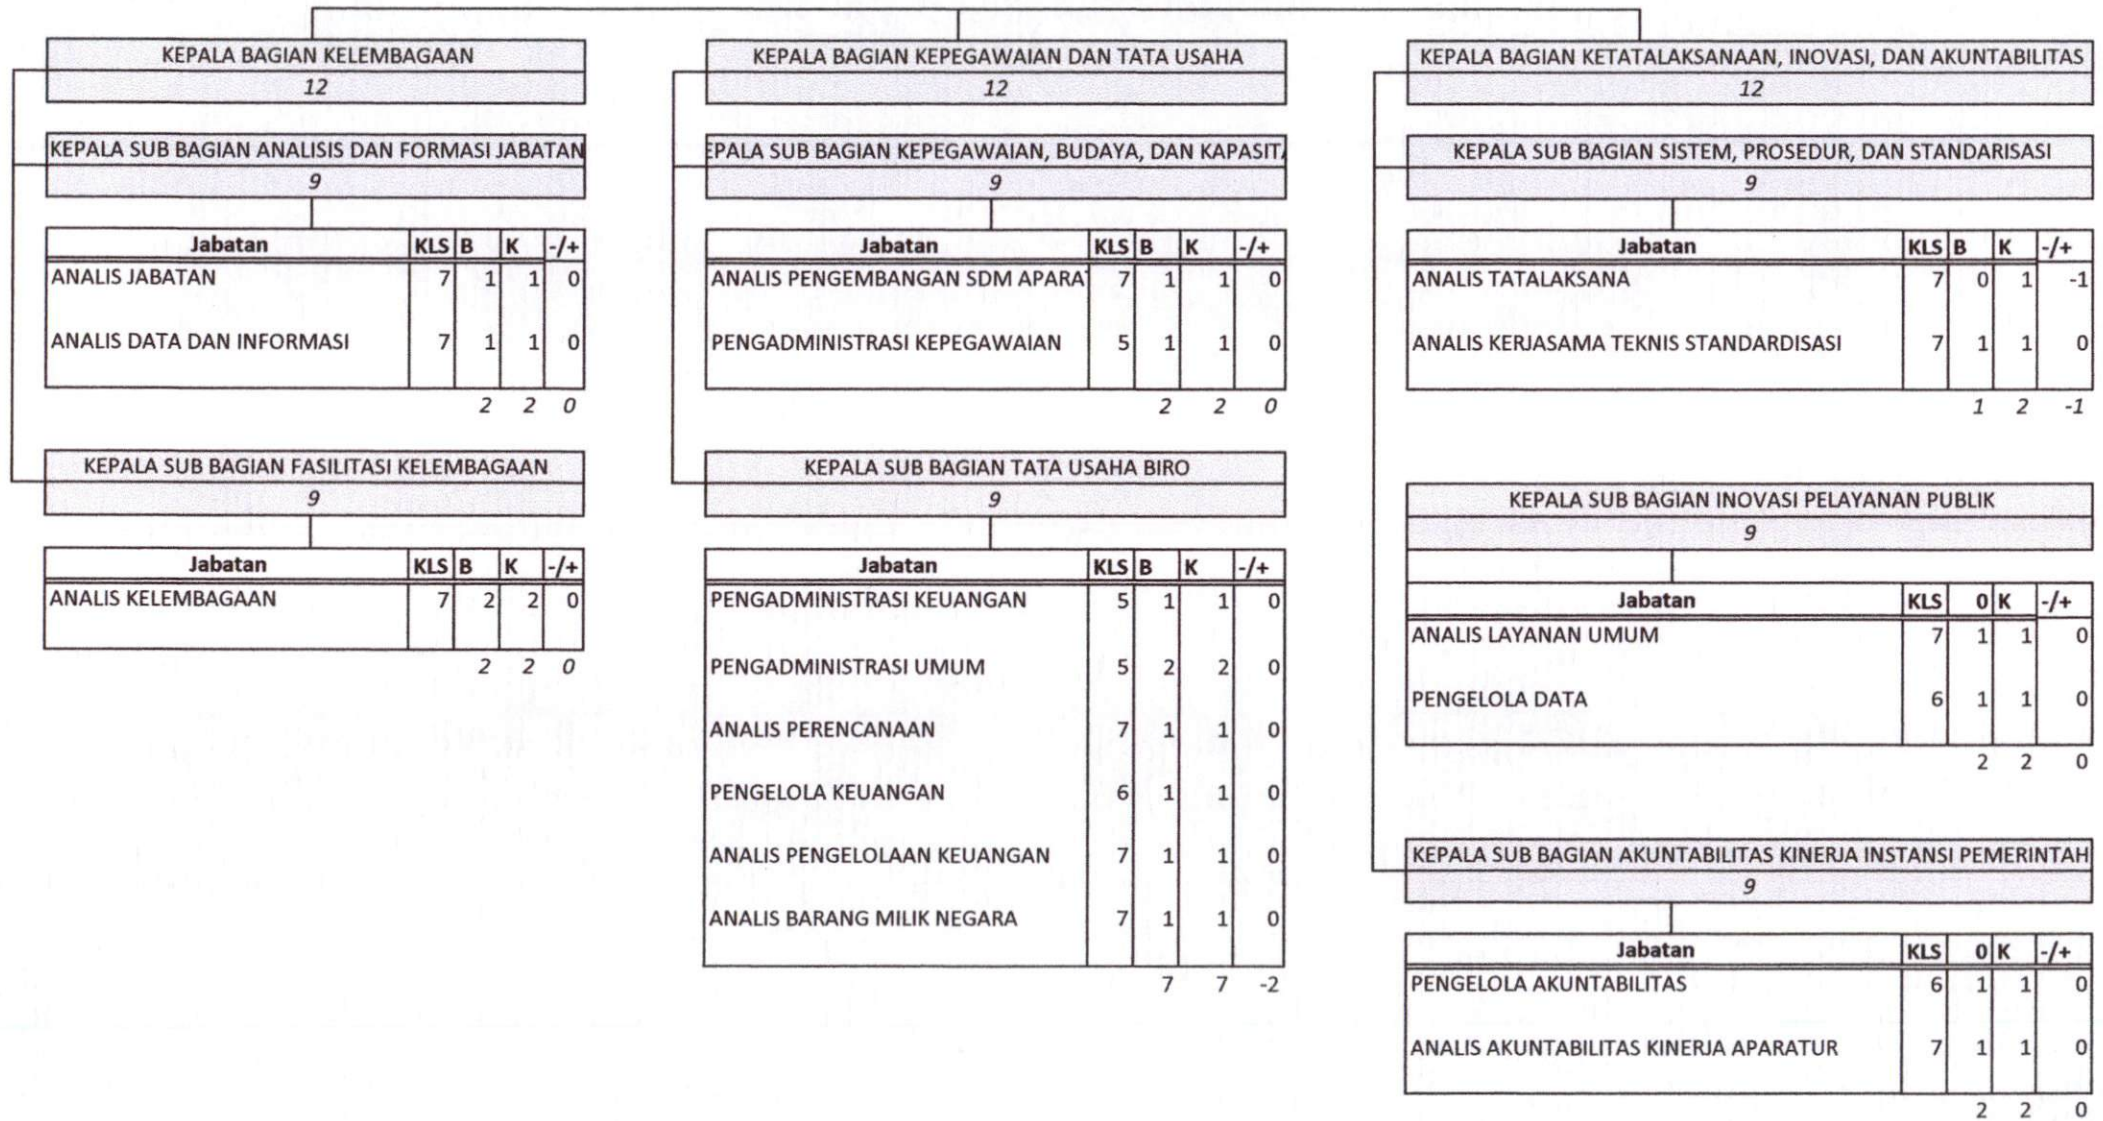 KEPALA BAGIAN KELEMBAGAAN
12
KEPALA SUB BAGIAN ANALISIS DAN FORMASI JABATAN
9
Jabatan KLS B K -/+
ANALIS JABATAN 7 1 1 0
ANALIS DATA DAN INFORMASI 7 1 1 0
2 2 0
KEPALA SUB BAGIAN FASILITASI KELEMBAGAAN
9
Jabatan KLS B K -/+
ANALIS KELEMBAGAAN 7 2 2 0
2 2 0
KEPALA BAGIAN KEPEGAWAIAN DAN TATA USAHA
12
EPALA SUB BAGIAN KEPEGAWAIAN, BUDAYA, DAN KAPASITA
9
Jabatan KLS B K -/+
ANALIS PENGEMBANGAN SDM APARAT 7 1 1 0
PENGADMINISTRASI KEPEGAWAIAN 5 1 1 0
2 2 0
KEPALA SUB BAGIAN TATA USAHA BIRO
9
Jabatan KLS B K -/+
PENGADMINISTRASI KEUANGAN 5 1 1 0
PENGADMINISTRASI UMUM 5 2 2 0
ANALIS PERENCANAAN 7 1 1 0
PENGELOLA KEUANGAN 6 1 1 0
ANALIS PENGELOLAAN KEUANGAN 7 1 1 0
ANALIS BARANG MILIK NEGARA 7 1 1 0
7 7 -2
KEPALA BAGIAN KETATALAKSANAAN, INOVASI, DAN AKUNTABILITAS
12
KEPALA SUB BAGIAN SISTEM, PROSEDUR, DAN STANDARISASI
9
Jabatan KLS B K -/+
ANALIS TATALAKSANA 7 0 1 -1
ANALIS KERJASAMA TEKNIS STANDARDISASI 7 1 1 0
1 2 -1
KEPALA SUB BAGIAN INOVASI PELAYANAN PUBLIK
9
Jabatan KLS 0 K -/+
ANALIS LAYANAN UMUM 7 1 1 0
PENGELOLA DATA 6 1 1 0
2 2 0
KEPALA SUB BAGIAN AKUNTABILITAS KINERJA INSTANSI PEMERINTAH
9
Jabatan KLS 0 K -/+
PENGELOLA AKUNTABILITAS 6 1 1 0
ANALIS AKUNTABILITAS KINERJA APARATUR 7 1 1 0
2 2 0